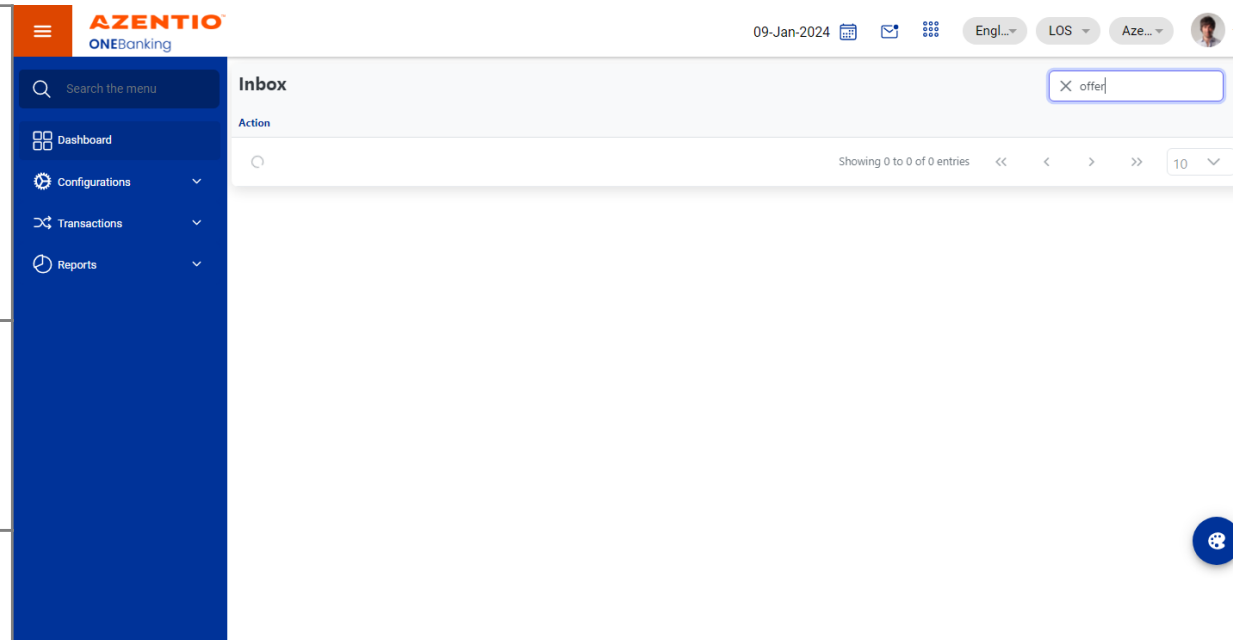 AZENTIO
ONEBanking
09-Jan-2024
Engl...
LOS
Aze...
Search the menu
Inbox
offer
Dashboard
Action
Showing 0 to 0 of 0 entries
<<
<
>
>>
10
Configurations
Transactions
Reports